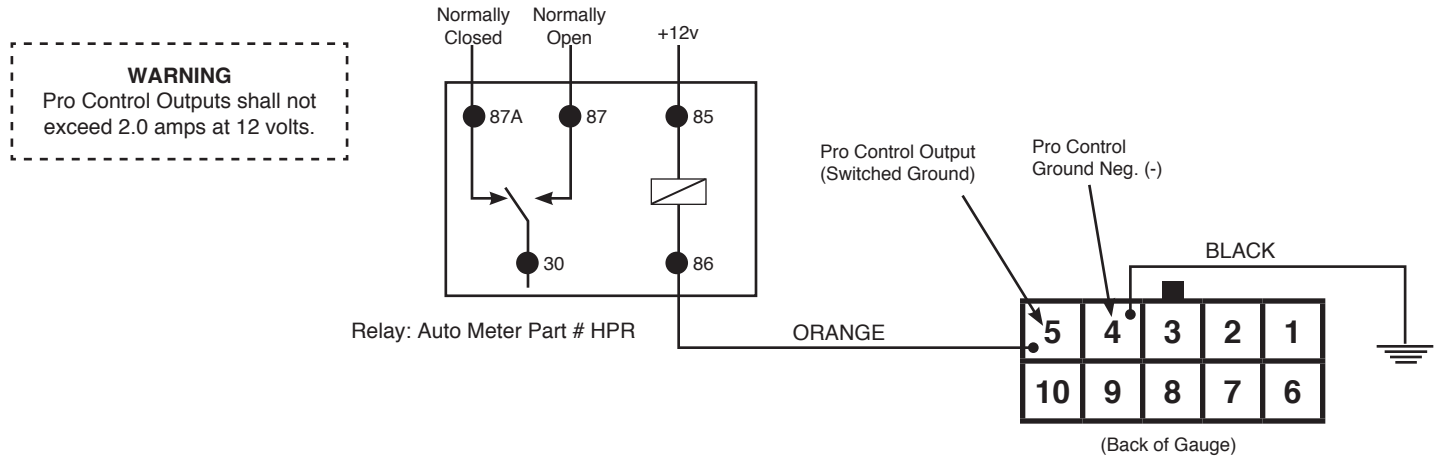 WARNING
Pro Control Outputs shall not
exceed 2.0 amps at 12 volts.
Normally
Closed
Normally
Open
+12v
87A
87
85
30
86
Relay: Auto Meter Part # HPR
ORANGE
Pro Control Output
(Switched Ground)
Pro Control
Ground Neg. (-)
BLACK
5 4 3 2 1
10 9 8 7 6
(Back of Gauge)